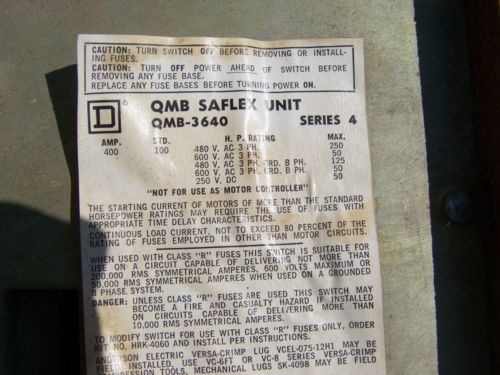 CAUTION: TURN SWITCH OFF BEFORE REMOVING OR INSTALL-
ING FUSES.
CAUTION: TURN OFF POWER AHEAD OF SWITCH BEFORE
REMOVING ANY FUSE BASE.
REPLACE ANY FUSE BASES BEFORE TURNING POWER ON.
D
QMB SAFLEX UNIT
QMB-3640 SERIES 4
AMP. STD. H. P. RATING MAX.
400 100 480 V. AC 3 PH. 250
600 V. AC 3 PH. 50
480 V. AC 3 PH. GRD. B PH. 125
600 V. AC 3 PH. GRD. B PH. 50
250 V. DC 50
"NOT FOR USE AS MOTOR CONTROLLER"
THE STARTING CURRENT OF MOTORS OF MORE THAN THE STANDARD
HORSEPOWER RATINGS MAY REQUIRE THE USE OF FUSES WITH
APPROPRIATE TIME DELAY CHARACTERISTICS.
CONTINUOUS LOAD CURRENT, NOT TO EXCEED 80 PERCENT OF THE
RATING OF FUSES EMPLOYED IN OTHER THAN MOTOR CIRCUITS.
WHEN USED WITH CLASS "R" FUSES THIS SWITCH IS SUITABLE FOR
USE ON A CIRCUIT CAPABLE OF DELIVERING NOT MORE THAN
200,000 RMS SYMMETRICAL AMPERES, 600 VOLTS MAXIMUM OR
50,000 RMS SYMMETRICAL AMPERES WHEN USED ON A GROUNDED
B PHASE SYSTEM.
DANGER: UNLESS CLASS "R" FUSES ARE USED THIS SWITCH MAY
BECOME A FIRE AND CASUALTY HAZARD IF INSTALLED
ON CIRCUITS CAPABLE OF DELIVERING MORE THAN
10,000 RMS SYMMETRICAL AMPERES.
TO MODIFY SWITCH FOR USE WITH CLASS "R" FUSES ONLY, ORDER
KIT NO. HRK-4060 AND INSTALL PER INSTRUCTIONS.
ANDERSON ELECTRIC VERSA-CRIMP LUG VCEL-075-12H1 MAY BE
FIELD INSTALLED. USE VC-6FT OR VC-8 SERIES VERSA-CRIMP
COMPRESSION TOOLS, MECHANICAL LUGS SK-4098 MAY BE FIELD